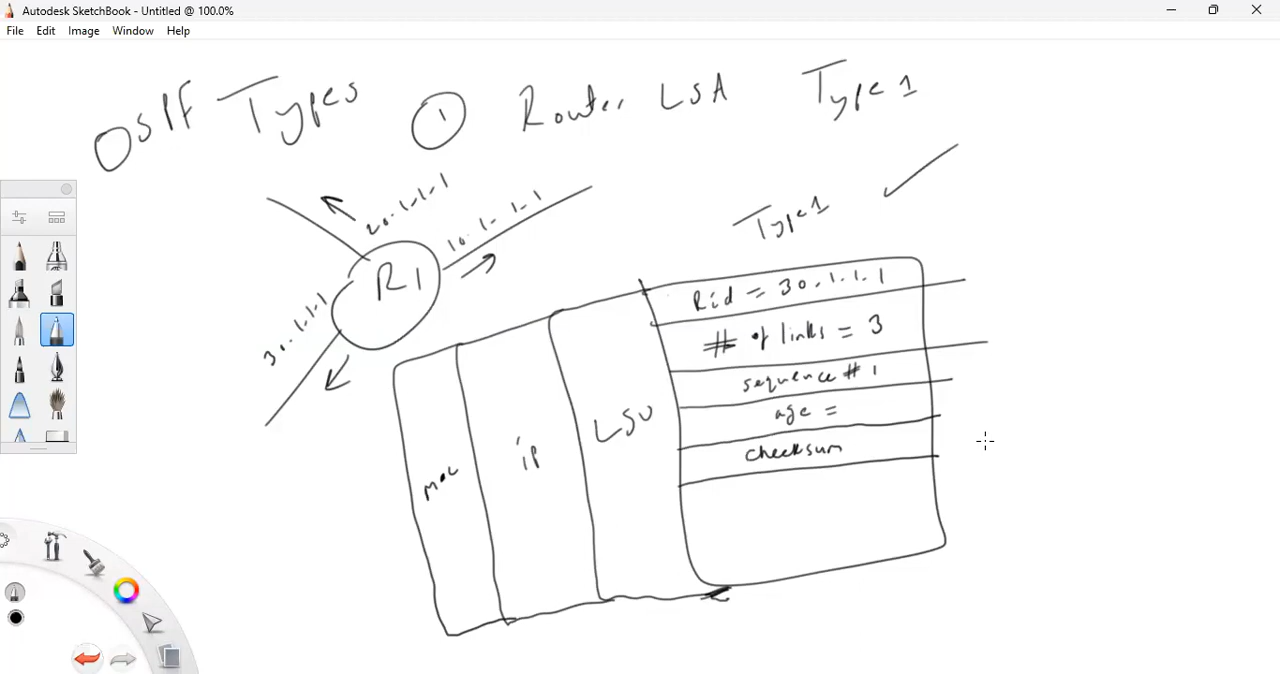 Autodesk SketchBook - Untitled @ 100.0%
File Edit Image Window Help
OSPF Types ① Router LSA Type 1
20.1.1.1
10.1.1.1
R1
30.1.1.1
Type 1
Rid = 30.1.1.1
# of links = 3
sequence # 1
age =
checksum
mac
iP
LSU